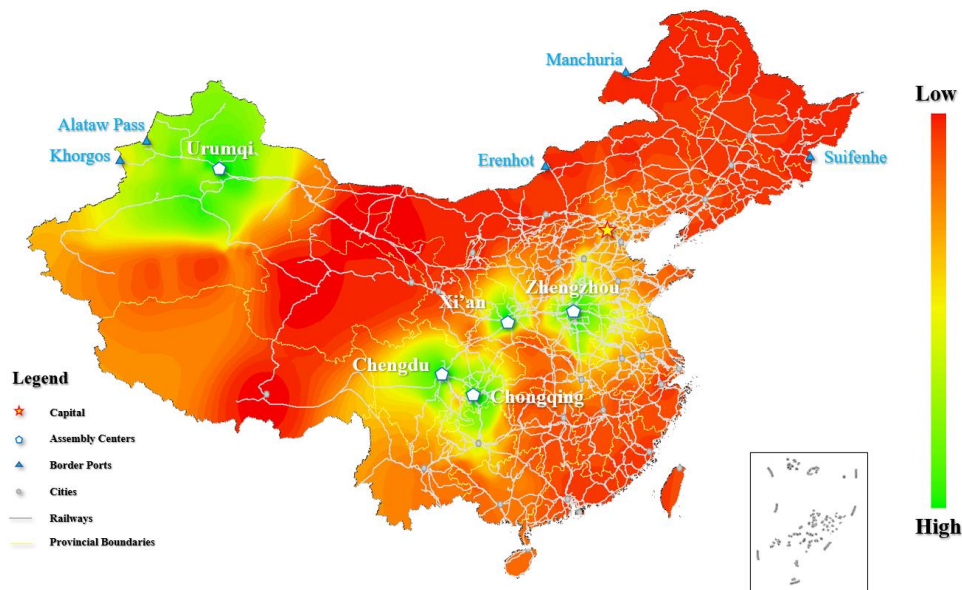 Manchuria
Low
Alataw Pass
Khorgos
Urumqi
Erenhot
Suifenhe
Zhengzhou
Xi'an
Chengdu
Chongqing
Legend
Capital
Assembly Centers
Border Ports
Cities
Railways
Provincial Boundaries
High